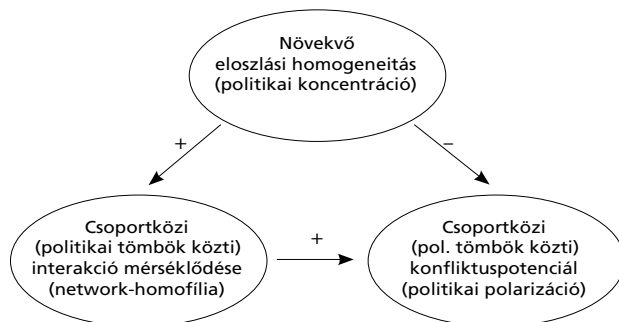 Növekvő
eloszlási homogeneitás
(politikai koncentráció)
+
–
Csoportközi
(politikai tömbök közti)
interakció mérséklődése
(network-homofília)
+
Csoportközi
(pol. tömbök közti)
konfliktuspotenciál
(politikai polarizáció)